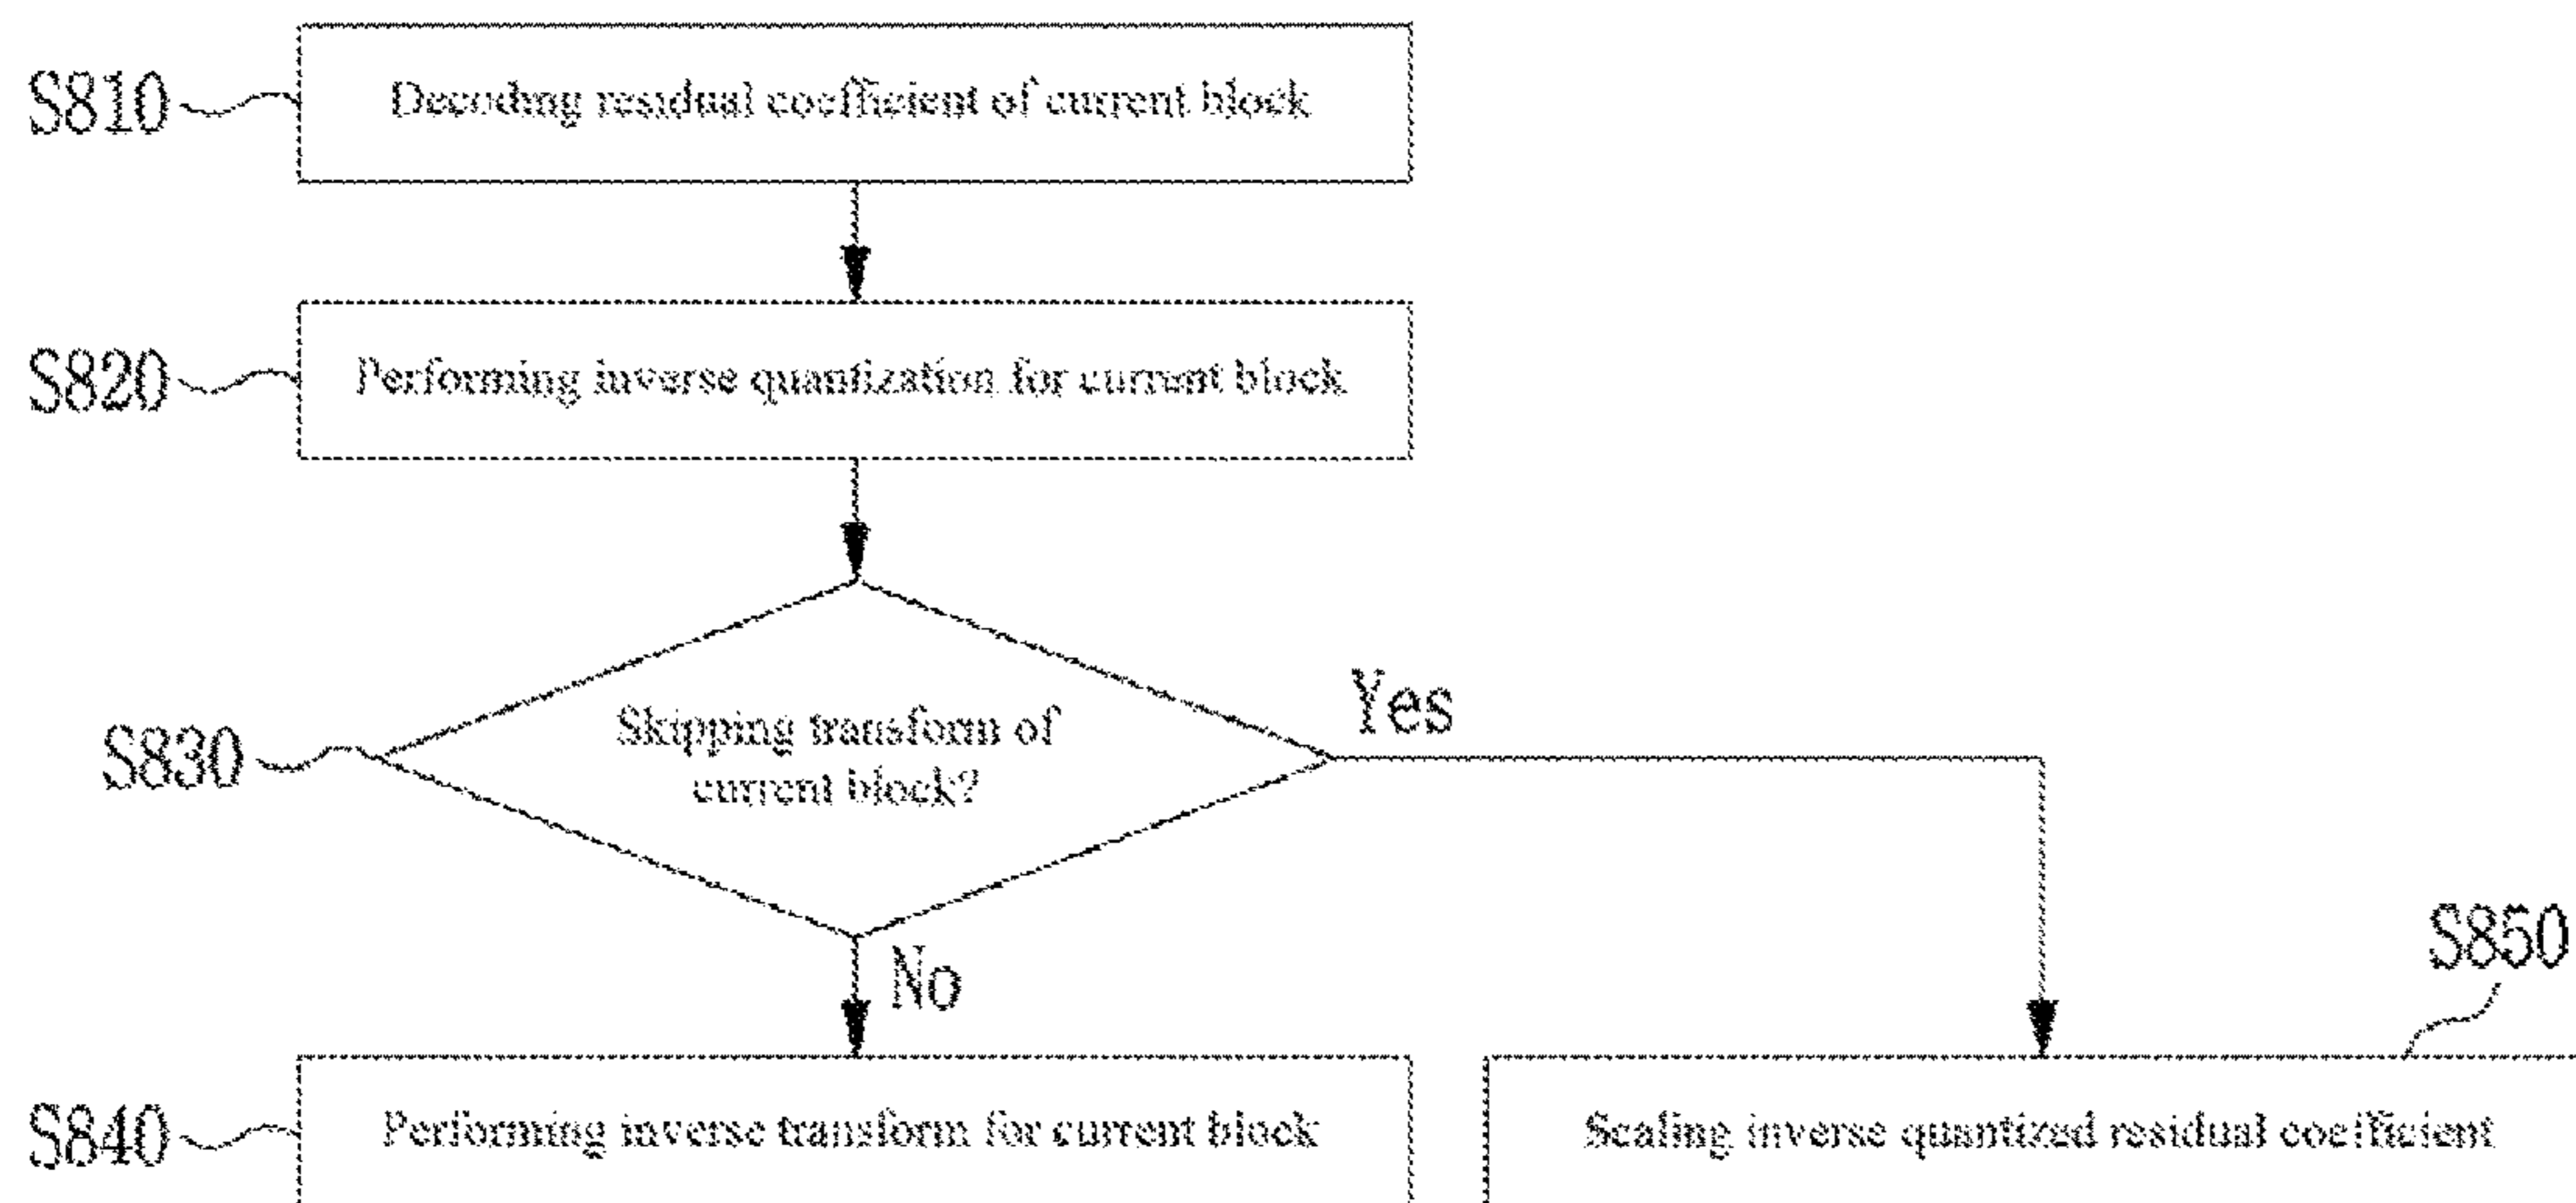 S810
Decoding residual coefficient of current block
S820
Performing inverse quantization for current block
S830
Skipping transform of
current block?
Yes
No
S840
Performing inverse transform for current block
S850
Scaling inverse quantized residual coefficient